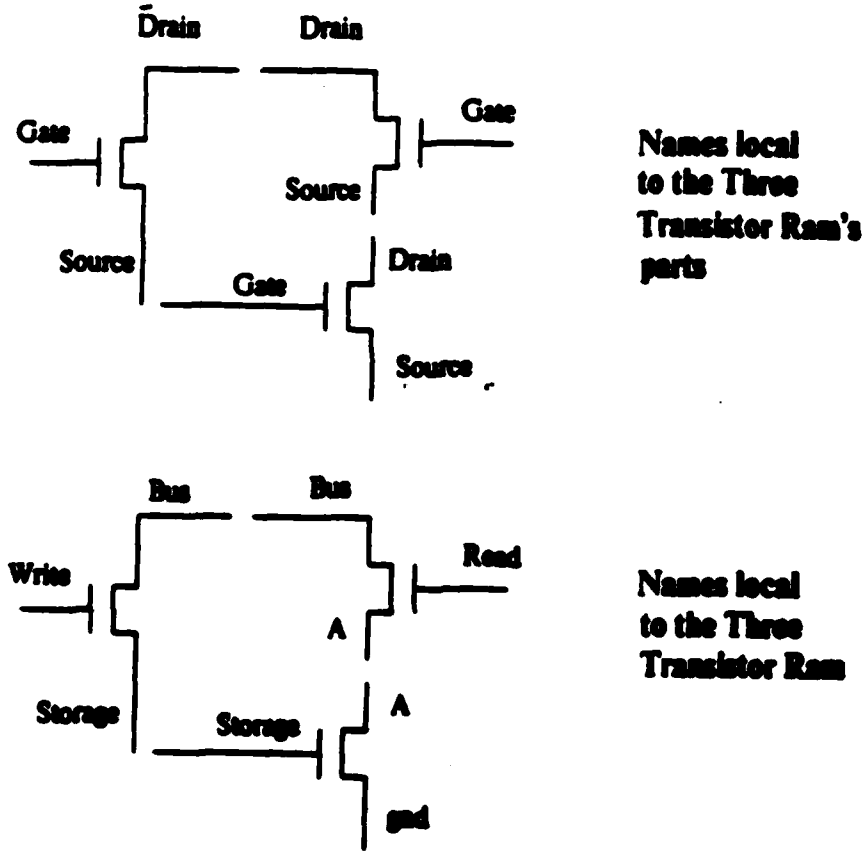 Drain
Drain
Gate
Gate
Names local
to the Three
Transistor Ram's
parts
Source
Source
Drain
Gate
Source
Bus
Bus
Write
Read
Names local
to the Three
Transistor Ram
A
Storage
Storage
A
gnd